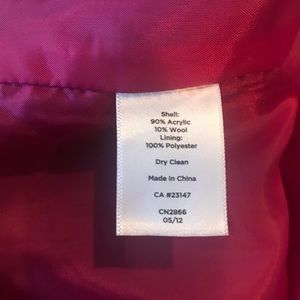 Shell:
90% Acrylic
10% Wool
Lining:
100% Polyester
Dry Clean
Made In China
CA #23147
CN2866
05/12